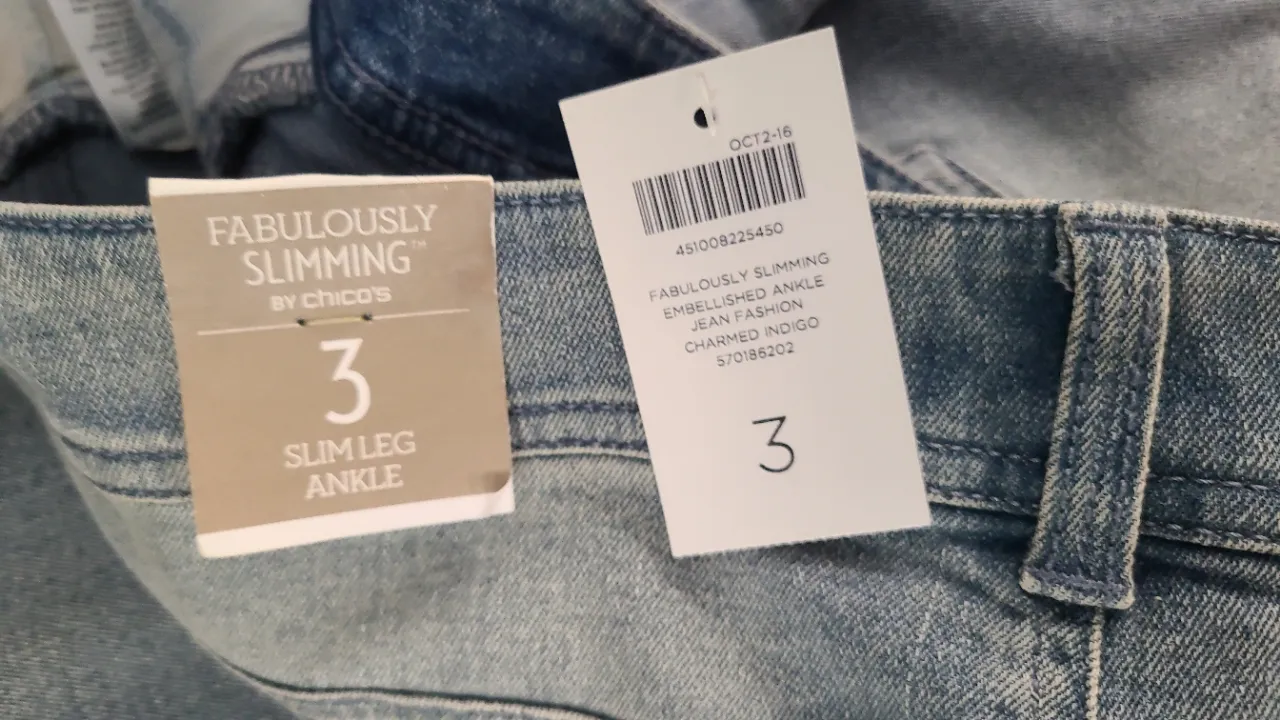 FABULOUSLY
SLIMMING™
BY chico's
3
SLIM LEG
ANKLE
OCT2-16
451008225450
FABULOUSLY SLIMMING
EMBELLISHED ANKLE
JEAN FASHION
CHARMED INDIGO
570186202
3